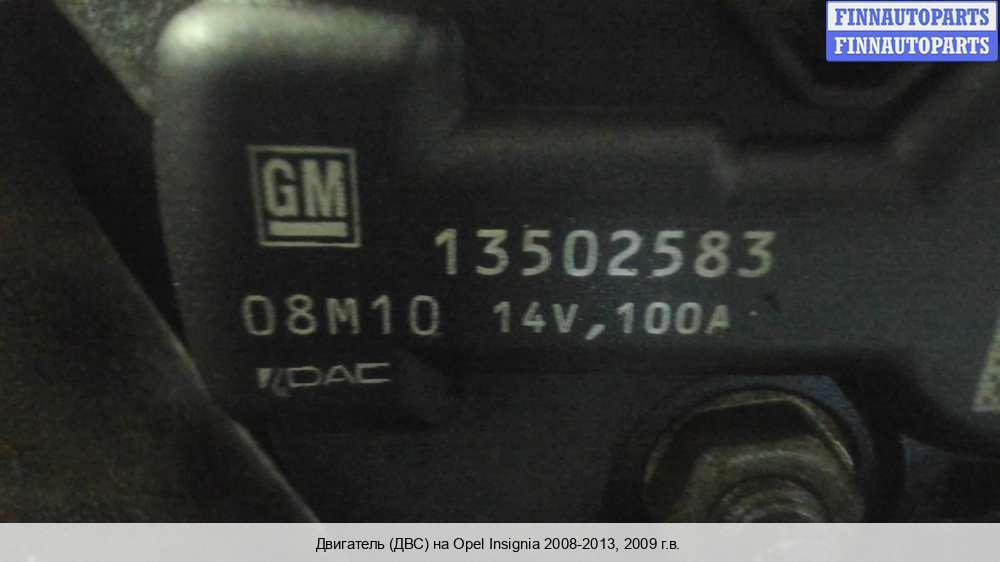 FINNAUTOPARTS
FINNAUTOPARTS
GM
13502583
08M10 14V,100A
DAC
Двигатель (ДВС) на Opel Insignia 2008-2013, 2009 г.в.